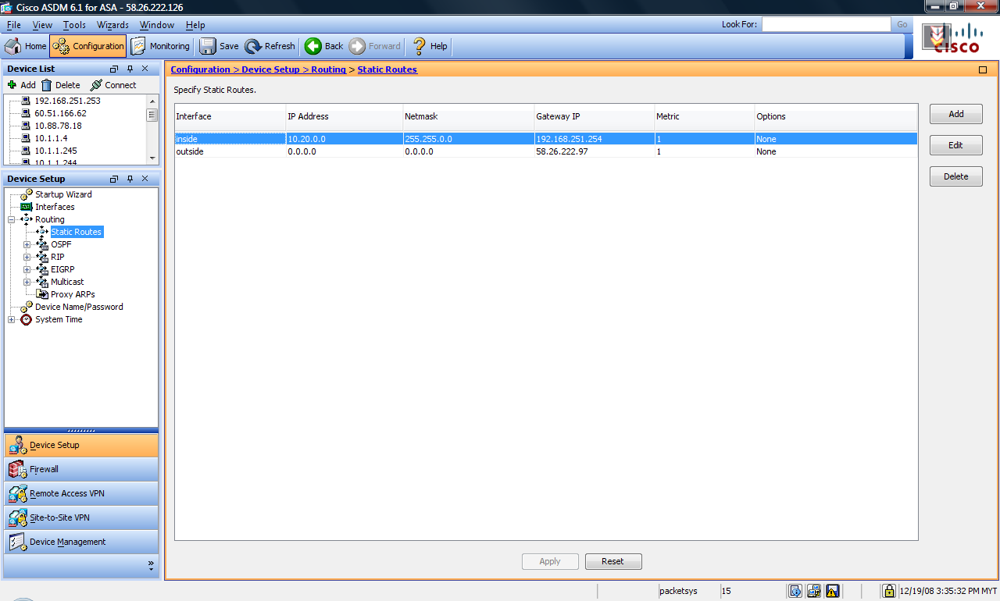 Cisco ASDM 6.1 for ASA - 58.26.222.126
File View Tools Wizards Window Help
Look For: Go
Home Configuration Monitoring Save Refresh Back Forward Help
CISCO
Device List
Add Delete Connect
192.168.251.253
60.51.166.62
10.88.78.18
10.1.1.4
10.1.1.245
10.1.1.244
Device Setup
Startup Wizard
Interfaces
Routing
Static Routes
OSPF
RIP
EIGRP
Multicast
Proxy ARPs
Device Name/Password
System Time
Device Setup
Firewall
Remote Access VPN
Site-to-Site VPN
Device Management
Configuration > Device Setup > Routing > Static Routes
Specify Static Routes.
Interface IP Address Netmask Gateway IP Metric Options
inside 10.20.0.0 255.255.0.0 192.168.251.254 1 None
outside 0.0.0.0 0.0.0.0 58.26.222.97 1 None
Add
Edit
Delete
Apply Reset
packetsys 15 12/19/08 3:35:32 PM MYT